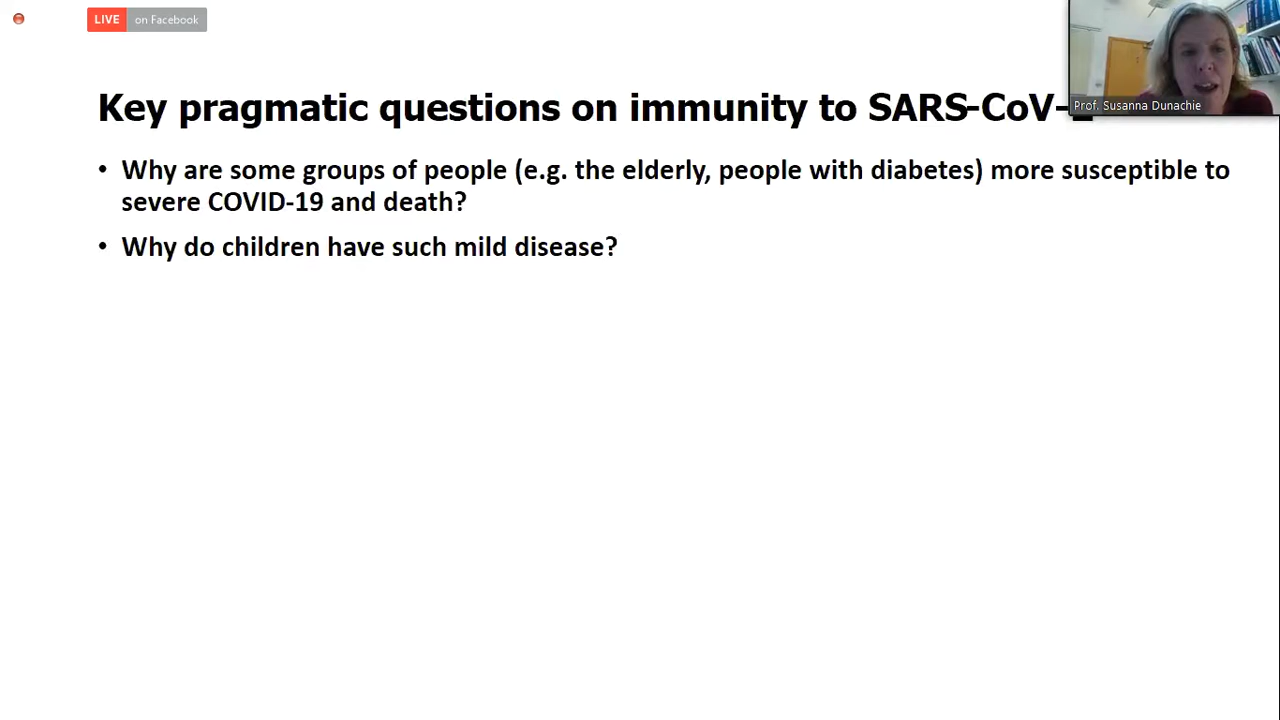 LIVE on Facebook
Key pragmatic questions on immunity to SARS-CoV-
Prof. Susanna Dunachie
• Why are some groups of people (e.g. the elderly, people with diabetes) more susceptible to
severe COVID-19 and death?
• Why do children have such mild disease?